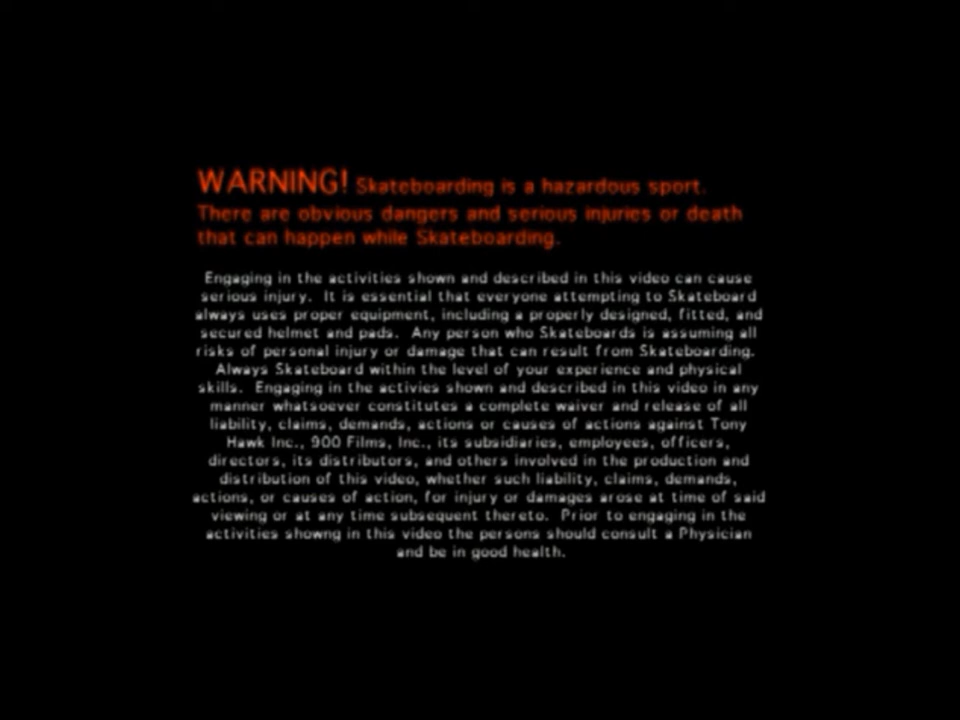 WARNING! Skateboarding is a hazardous sport.
There are obvious dangers and serious injuries or death
that can happen while Skateboarding.
Engaging in the activities shown and described in this video can cause
serious injury. It is essential that everyone attempting to Skateboard
always uses proper equipment, including a properly designed, fitted, and
secured helmet and pads. Any person who Skateboards is assuming all
risks of personal injury or damage that can result from Skateboarding.
Always Skateboard within the level of your experience and physical
skills. Engaging in the activies shown and described in this video in any
manner whatsoever constitutes a complete waiver and release of all
liability, claims, demands, actions or causes of actions against Tony
Hawk Inc., 900 Films, Inc., its subsidiaries, employees, officers,
directors, its distributors, and others involved in the production and
distribution of this video, whether such liability, claims, demands,
actions, or causes of action, for injury or damages arose at time of said
viewing or at any time subsequent thereto. Prior to engaging in the
activities showng in this video the persons should consult a Physician
and be in good health.